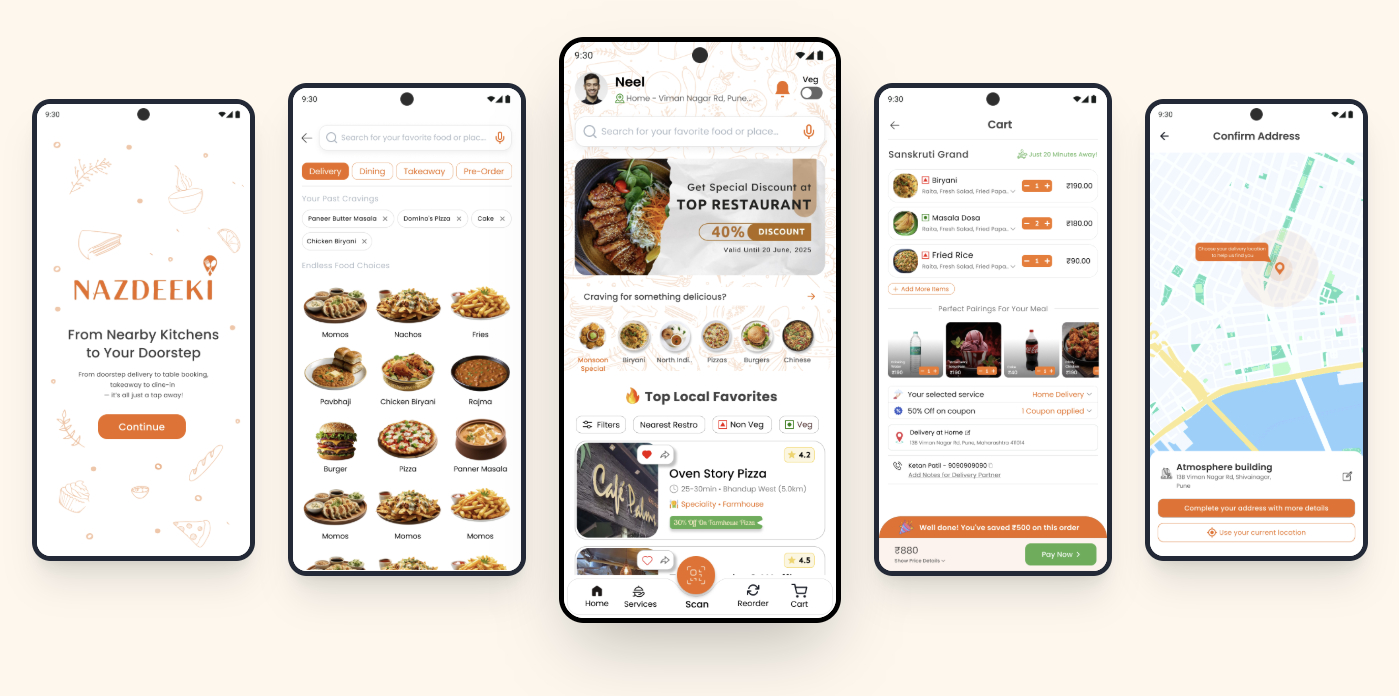 9:30
NAZDEEKI
From Nearby Kitchens
to Your Doorstep
From doorstep delivery to table booking,
takeaway to dine-in
— it's all just a tap away!
Continue
9:30
Search for your favorite food or plac...
Delivery
Dining
Takeaway
Pre-Order
Your Past Cravings
Paneer Butter Masala
Domino's Pizza
Cake
Chicken Biryani
Endless Food Choices
Momos
Nachos
Fries
Pavbhaji
Chicken Biryani
Rajma
Burger
Pizza
Panner Masala
Momos
Momos
Momos
9:30
Neel
Home - Viman Nagar Rd, Pune,..
Veg
Search for your favorite food or place...
Get Special Discount at
TOP RESTAURANT
40% DISCOUNT
Valid Until 20 June, 2025
Craving for something delicious?
Monsoon
Special
Biryani
North Indi..
Pizzas
Burgers
Chinese
🔥 Top Local Favorites
Filters
Nearest Restro
Non Veg
Veg
Café Palm
4.2
Oven Story Pizza
25-30min • Bhandup West (5.0km)
Speciality • Farmhouse
4.5
Home
Services
Scan
Reorder
Cart
9:30
Cart
Sanskruti Grand
Just 20 Minutes Away!
Biryani
Raita, Fresh Salad, Fried Papa..
− 1 +
₹190.00
Masala Dosa
Raita, Fresh Salad, Fried Papa..
− 2 +
₹180.00
Fried Rice
Raita, Fresh Salad, Fried Papa..
− 1 +
₹90.00
+ Add More Items
Perfect Pairings For Your Meal
Your selected service
Home Delivery
50% Off on coupon
1 Coupon applied
Delivery at Home
138 Viman Nagar Rd, Pune, Maharashtra 411014
Ketan Patil - 9090909090
Add Notes for Delivery Partner
Well done! You've saved ₹500 on this order
₹880
Show Price Details
Pay Now
9:30
Confirm Address
Choose your delivery location
to help us find you
Atmosphere building
138 Viman Nagar Rd, Shivainagar,
Pune
Complete your address with more details
Use your current location